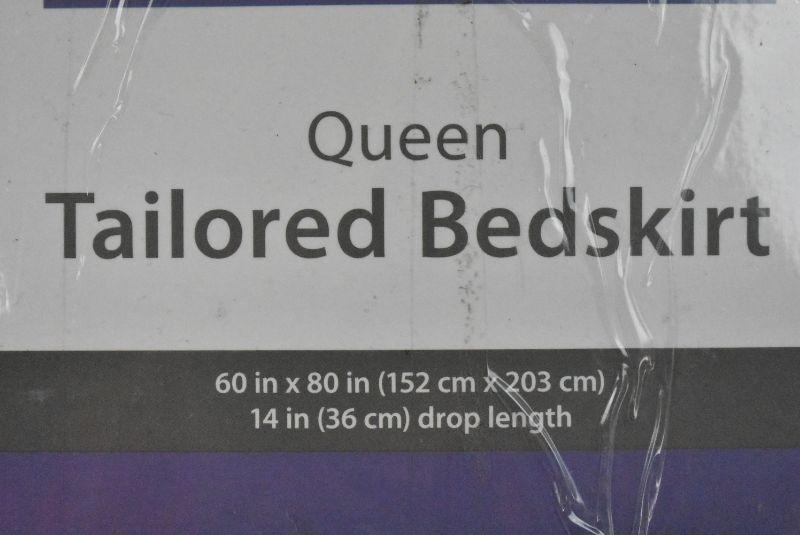 Queen
Tailored Bedskirt
60 in x 80 in (152 cm x 203 cm)
14 in (36 cm) drop length